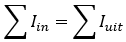 ∑ I_in = ∑ I_uit